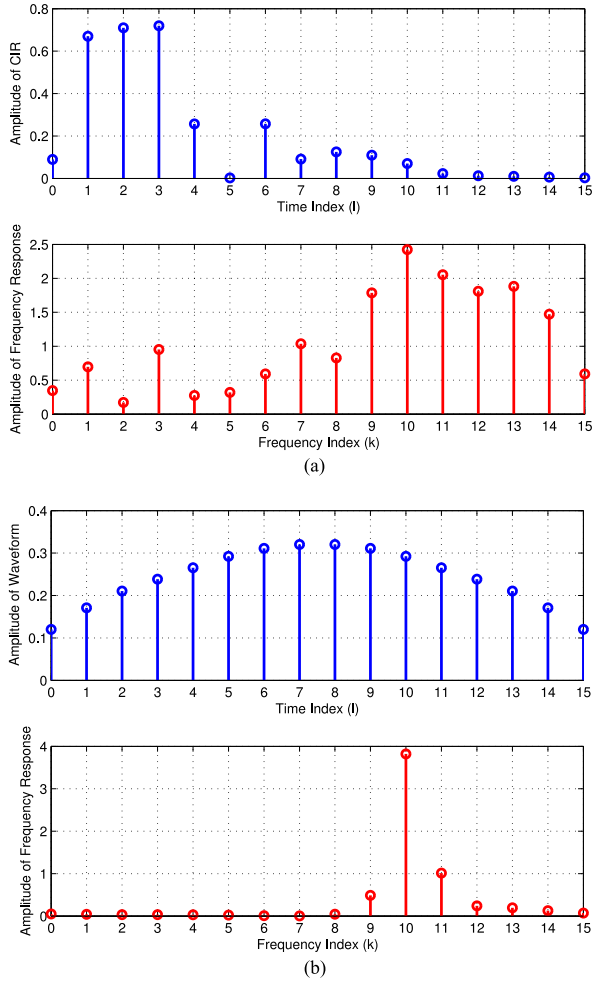 Amplitude of CIR
0.8
0.6
0.4
0.2
0
0 1 2 3 4 5 6 7 8 9 10 11 12 13 14 15
Time Index (l)
Amplitude of Frequency Response
2.5
2
1.5
1
0.5
0
0 1 2 3 4 5 6 7 8 9 10 11 12 13 14 15
Frequency Index (k)
(a)
Amplitude of Waveform
0.4
0.3
0.2
0.1
0
0 1 2 3 4 5 6 7 8 9 10 11 12 13 14 15
Time Index (l)
Amplitude of Frequency Response
4
3
2
1
0
0 1 2 3 4 5 6 7 8 9 10 11 12 13 14 15
Frequency Index (k)
(b)